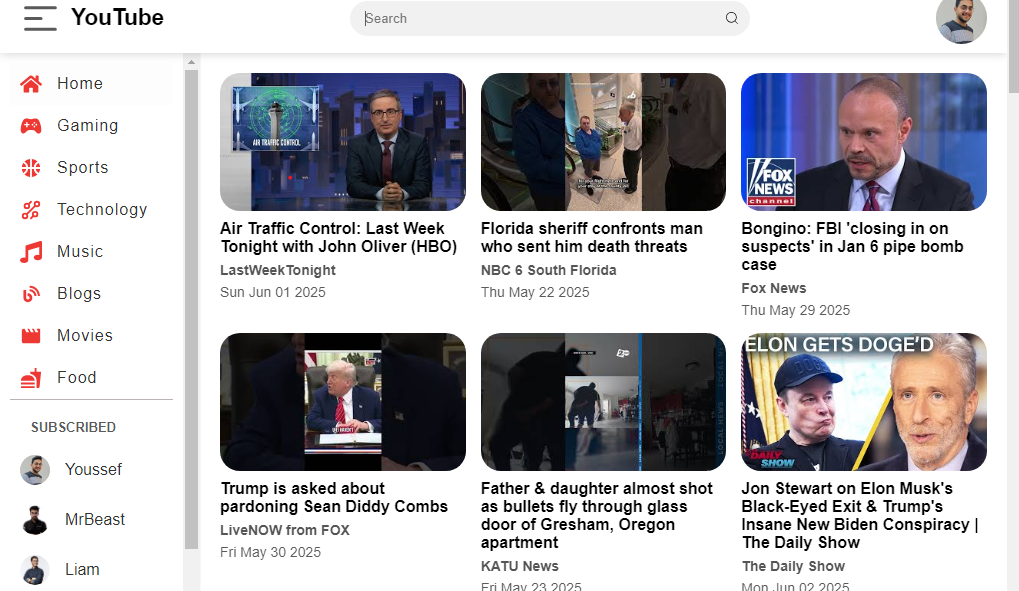 YouTube
Search
Home
Gaming
Sports
Technology
Music
Blogs
Movies
Food
SUBSCRIBED
Youssef
MrBeast
Liam
AIR TRAFFIC CONTROL
Air Traffic Control: Last Week
Tonight with John Oliver (HBO)
LastWeekTonight
Sun Jun 01 2025
Florida sheriff confronts man
who sent him death threats
NBC 6 South Florida
Thu May 22 2025
FOX
NEWS
channel
Bongino: FBI 'closing in on
suspects' in Jan 6 pipe bomb
case
Fox News
Thu May 29 2025
Trump is asked about
pardoning Sean Diddy Combs
LiveNOW from FOX
Fri May 30 2025
LOCAL NEWS
Father & daughter almost shot
as bullets fly through glass
door of Gresham, Oregon
apartment
KATU News
Fri May 23 2025
ELON GETS DOGE'D
THE DAILY
SHOW
Jon Stewart on Elon Musk's
Black-Eyed Exit & Trump's
Insane New Biden Conspiracy |
The Daily Show
The Daily Show
Mon Jun 02 2025